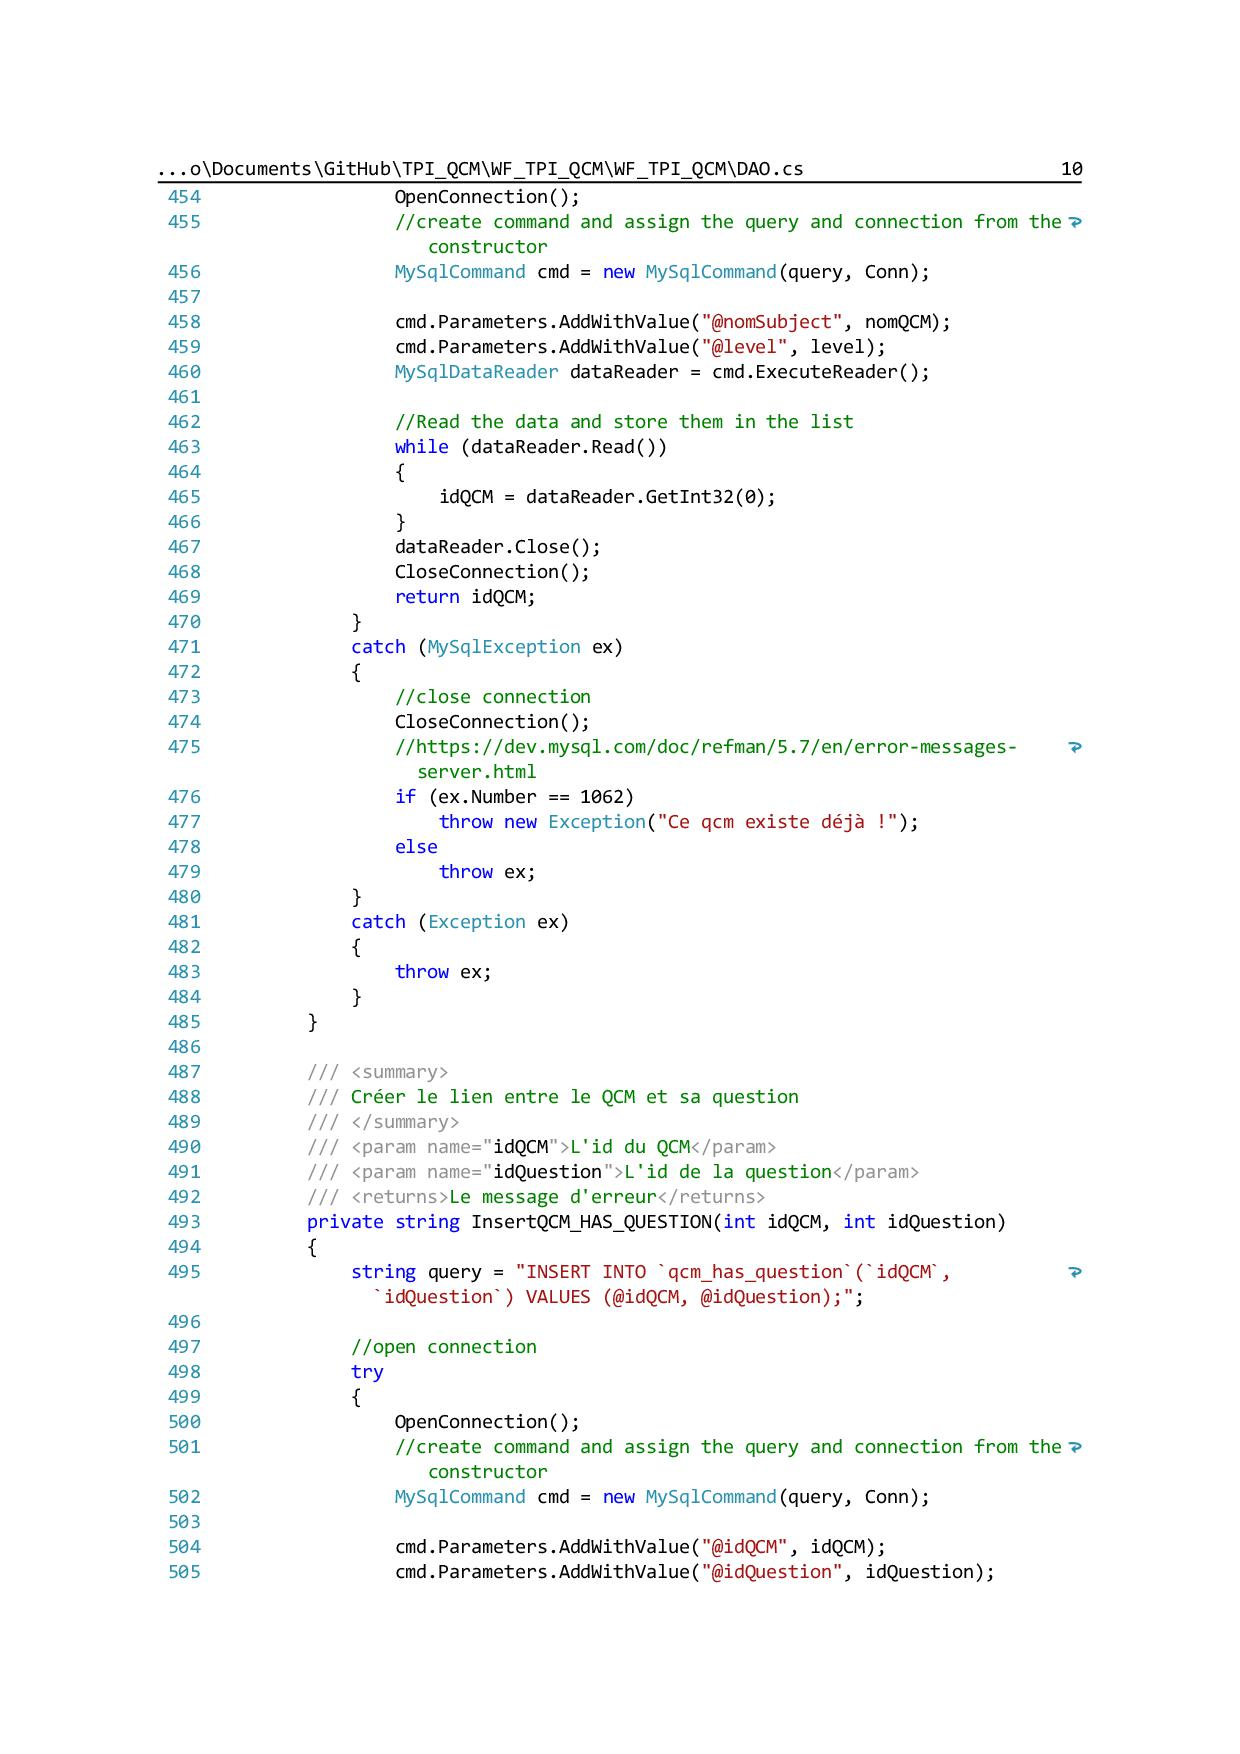 ...o\Documents\GitHub\TPI_QCM\WF_TPI_QCM\WF_TPI_QCM\DAO.cs 10
454 OpenConnection();
455 //create command and assign the query and connection from the
constructor
456 MySqlCommand cmd = new MySqlCommand(query, Conn);
457
458 cmd.Parameters.AddWithValue("@nomSubject", nomQCM);
459 cmd.Parameters.AddWithValue("@level", level);
460 MySqlDataReader dataReader = cmd.ExecuteReader();
461
462 //Read the data and store them in the list
463 while (dataReader.Read())
464 {
465 idQCM = dataReader.GetInt32(0);
466 }
467 dataReader.Close();
468 CloseConnection();
469 return idQCM;
470 }
471 catch (MySqlException ex)
472 {
473 //close connection
474 CloseConnection();
475 //https://dev.mysql.com/doc/refman/5.7/en/error-messages-
server.html
476 if (ex.Number == 1062)
477 throw new Exception("Ce qcm existe déjà !");
478 else
479 throw ex;
480 }
481 catch (Exception ex)
482 {
483 throw ex;
484 }
485 }
486
487 /// <summary>
488 /// Créer le lien entre le QCM et sa question
489 /// </summary>
490 /// <param name="idQCM">L'id du QCM</param>
491 /// <param name="idQuestion">L'id de la question</param>
492 /// <returns>Le message d'erreur</returns>
493 private string InsertQCM_HAS_QUESTION(int idQCM, int idQuestion)
494 {
495 string query = "INSERT INTO `qcm_has_question`(`idQCM`,
`idQuestion`) VALUES (@idQCM, @idQuestion);";
496
497 //open connection
498 try
499 {
500 OpenConnection();
501 //create command and assign the query and connection from the
constructor
502 MySqlCommand cmd = new MySqlCommand(query, Conn);
503
504 cmd.Parameters.AddWithValue("@idQCM", idQCM);
505 cmd.Parameters.AddWithValue("@idQuestion", idQuestion);